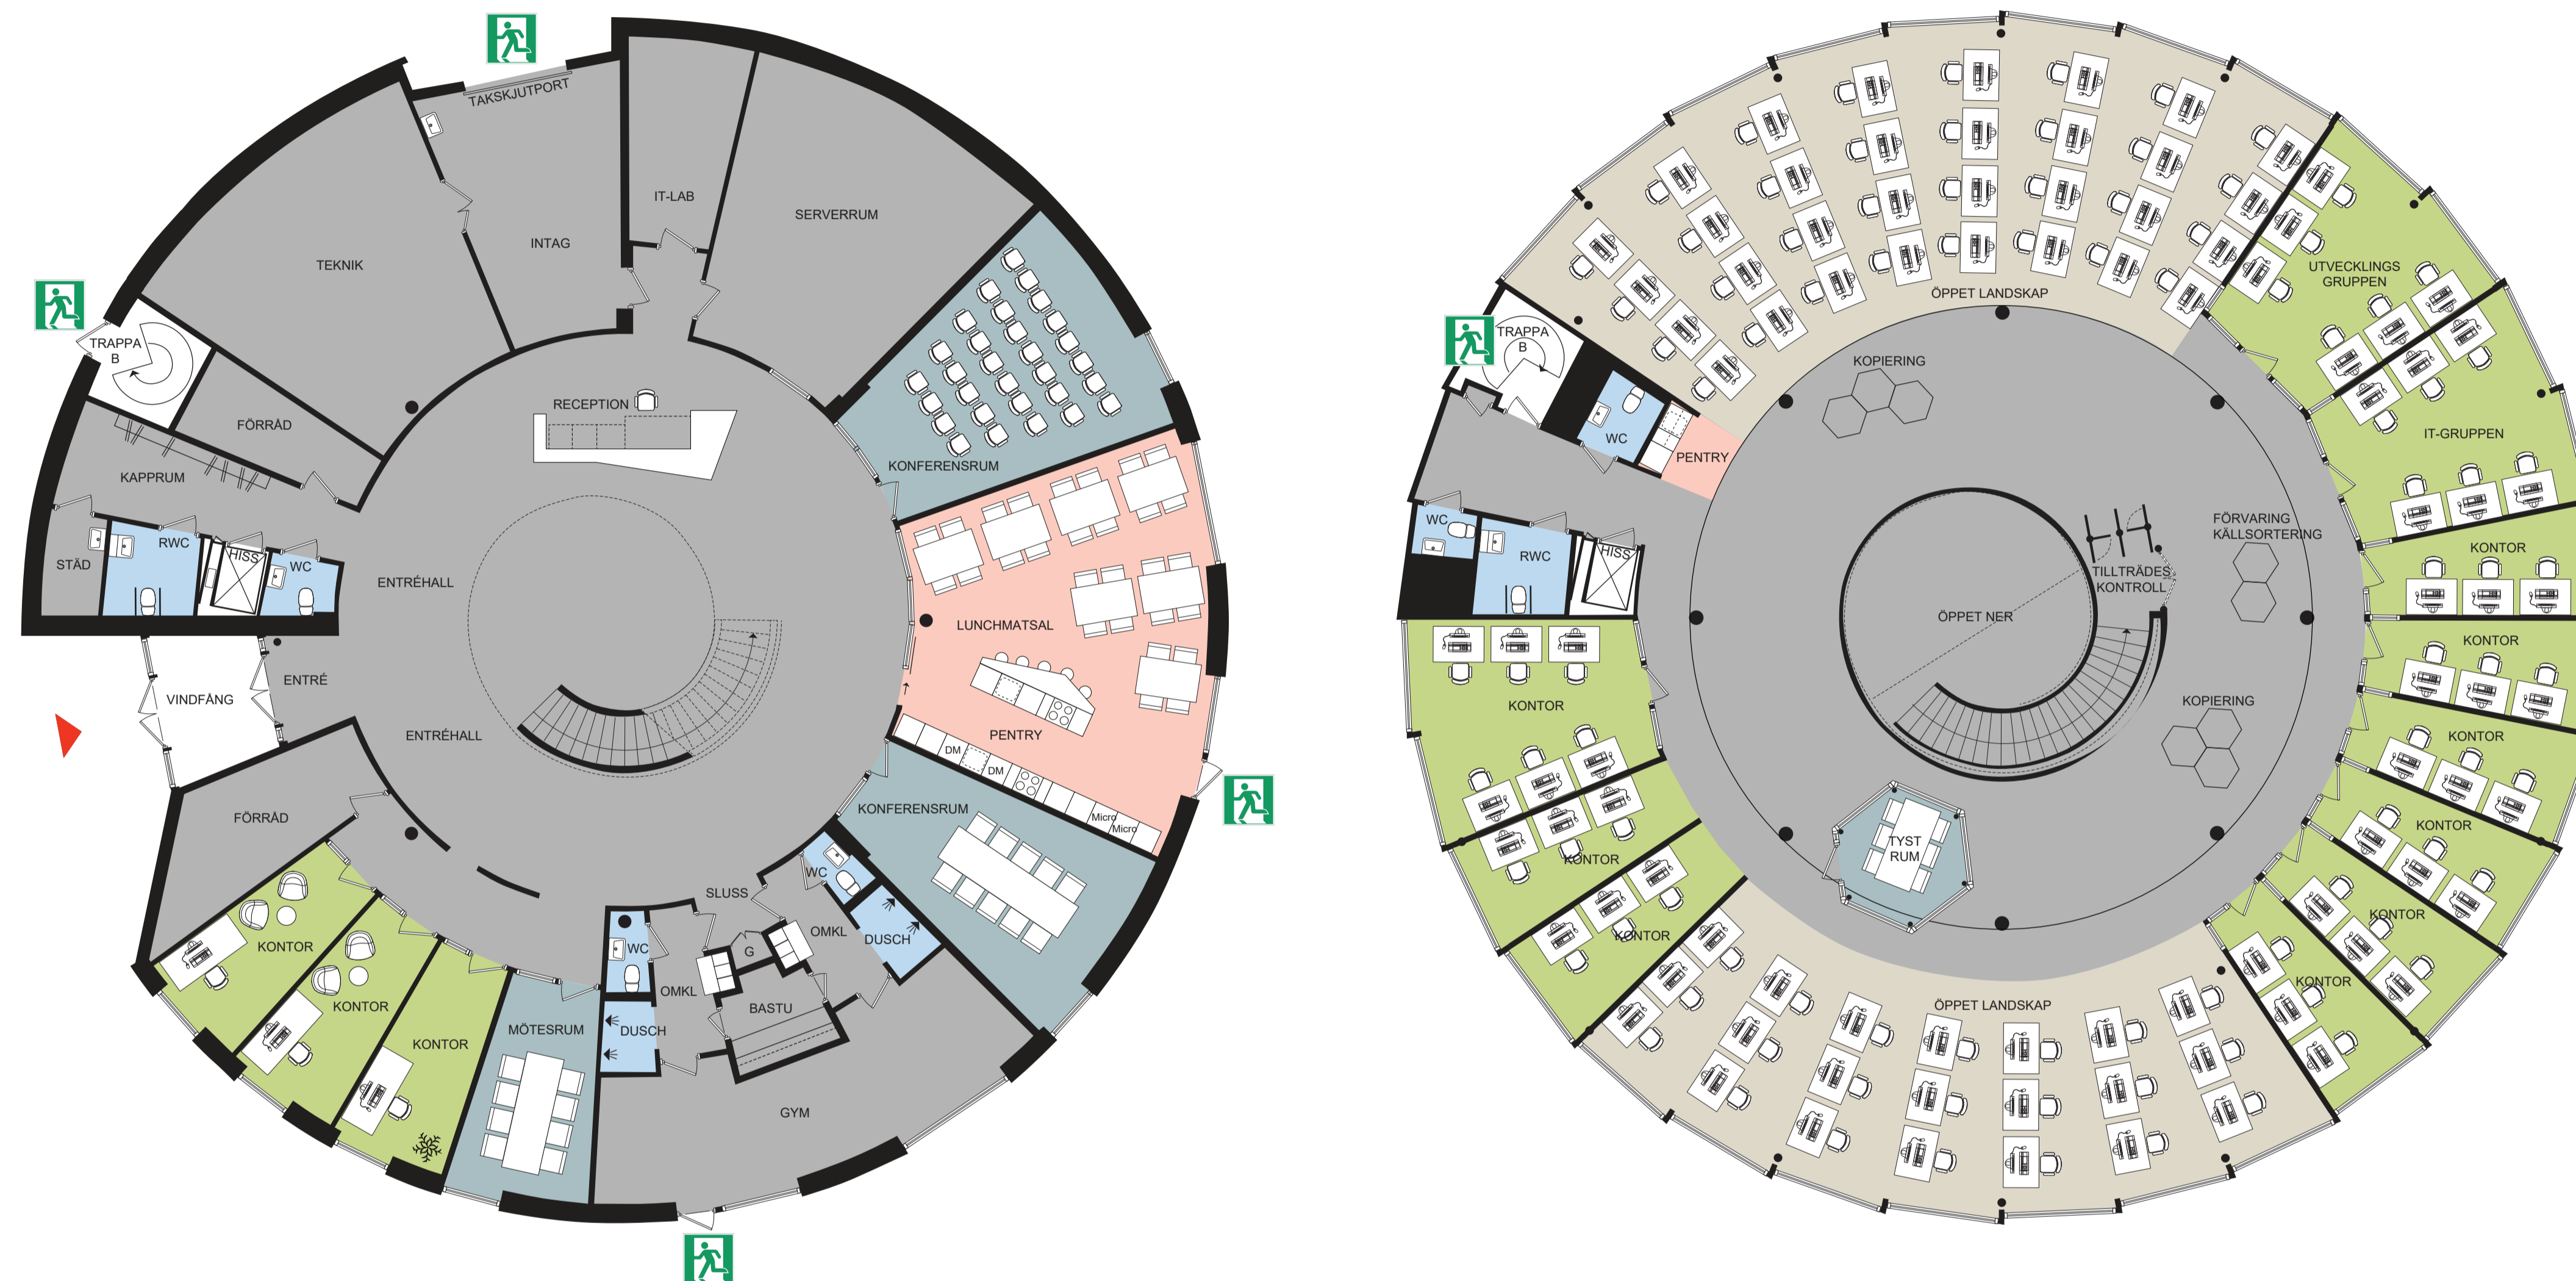 TAKSKJUTPORT
IT-LAB
SERVERRUM
INTAG
TEKNIK
TRAPPA
B
RECEPTION
FÖRRÅD
KONFERENSRUM
KAPPRUM
RWC
HISS
WC
STÄD
ENTRÉHALL
LUNCHMATSAL
ENTRÉ
VINDFÅNG
ENTRÉHALL
PENTRY
DM
DM
Micro
Micro
KONFERENSRUM
FÖRRÅD
WC
SLUSS
OMKL
DUSCH
KONTOR
WC
G
OMKL
KONTOR
BASTU
MÖTESRUM
DUSCH
KONTOR
GYM
UTVECKLINGS
GRUPPEN
ÖPPET LANDSKAP
TRAPPA
B
KOPIERING
IT-GRUPPEN
WC
PENTRY
WC
FÖRVARING
KÄLLSORTERING
RWC
HISS
KONTOR
TILLTRÄDES
KONTROLL
ÖPPET NER
KONTOR
KONTOR
KOPIERING
KONTOR
KONTOR
TYST
RUM
KONTOR
KONTOR
KONTOR
KONTOR
ÖPPET LANDSKAP